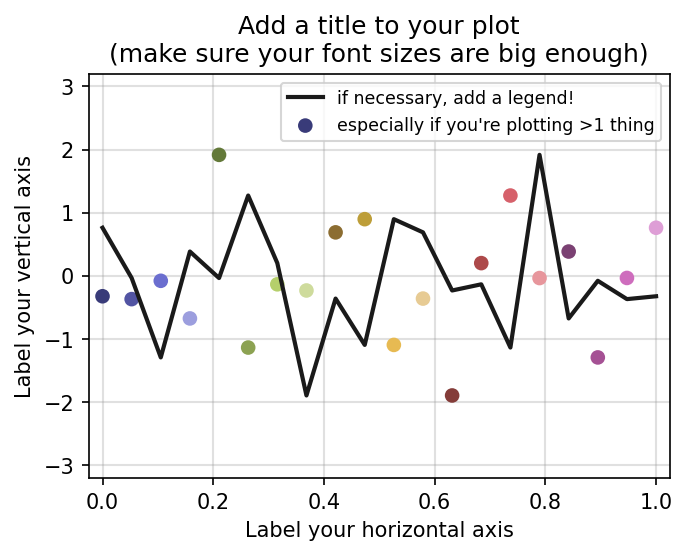 Add a title to your plot
(make sure your font sizes are big enough)
if necessary, add a legend!
especially if you're plotting >1 thing
Label your vertical axis
3
2
1
0
−1
−2
−3
0.0 0.2 0.4 0.6 0.8 1.0
Label your horizontal axis